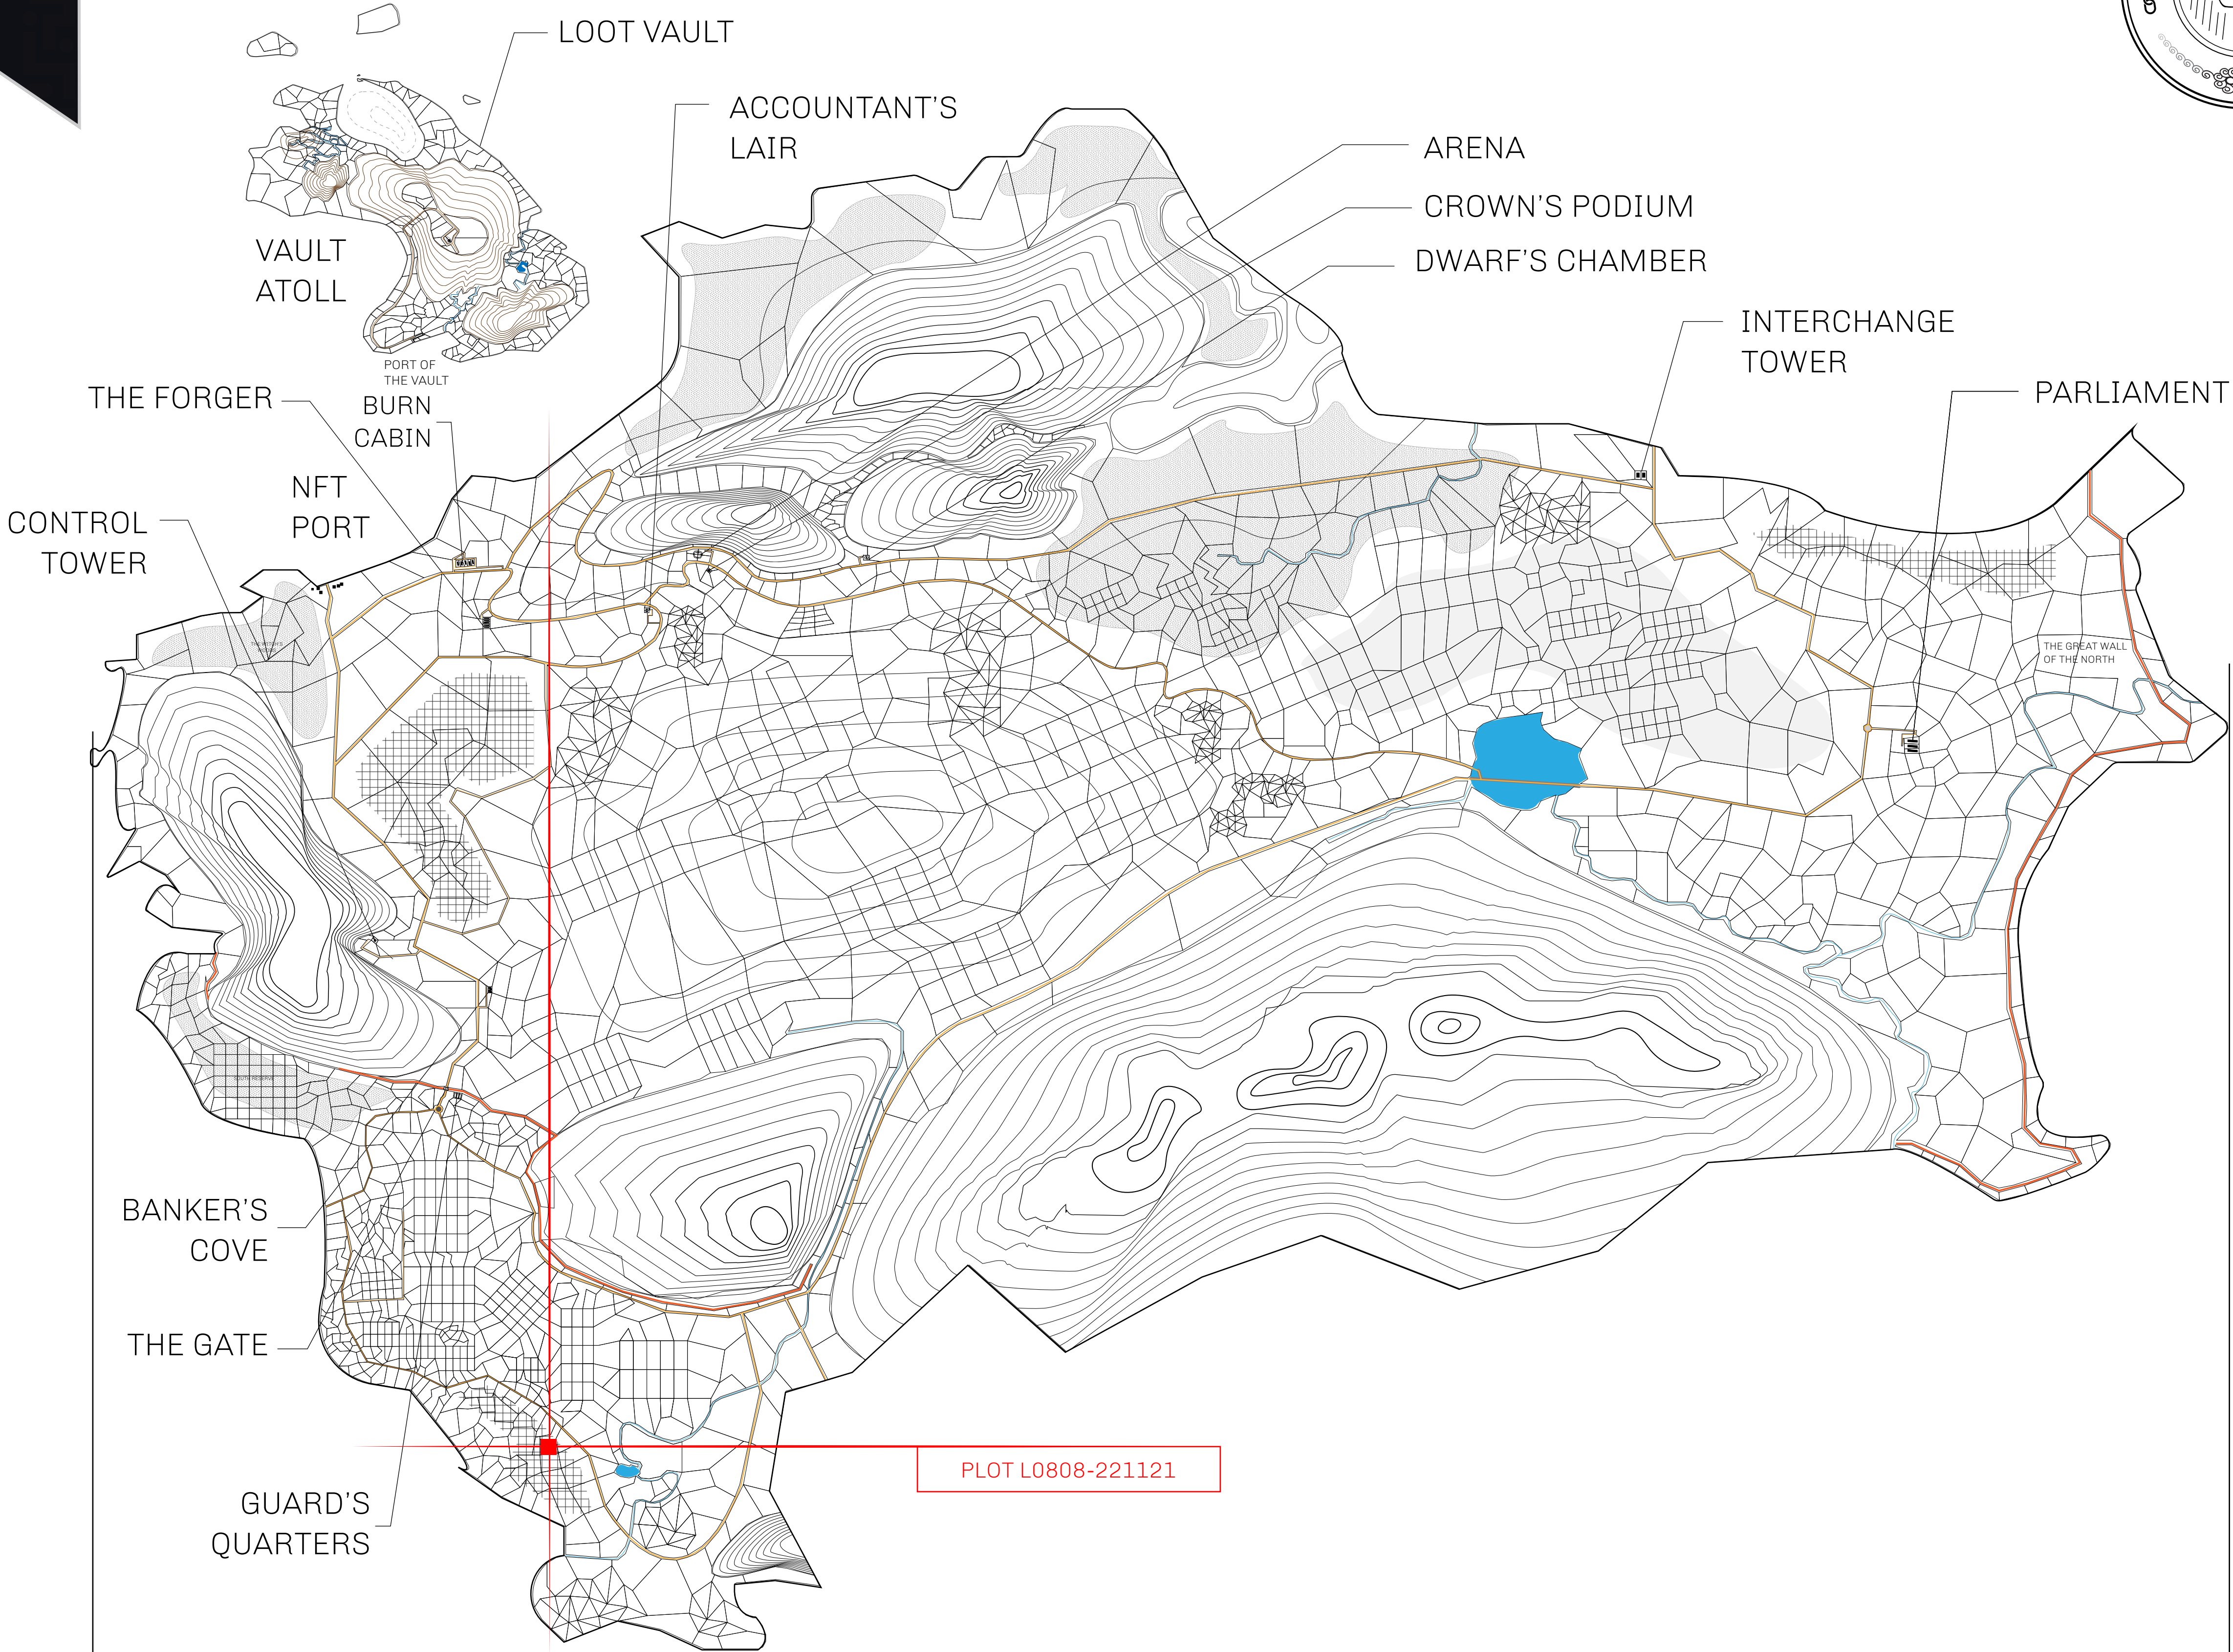 LOOT VAULT
ACCOUNTANT'S
LAIR
ARENA
CROWN'S PODIUM
DWARF'S CHAMBER
VAULT
ATOLL
INTERCHANGE
TOWER
PORT OF
THE VAULT
PARLIAMENT
THE FORGER
BURN
CABIN
NFT
PORT
CONTROL
TOWER
THE GREAT WALL
OF THE NORTH
SOUTH RESERVE
BANKER'S
COVE
THE GATE
PLOT L0808-221121
GUARD'S
QUARTERS